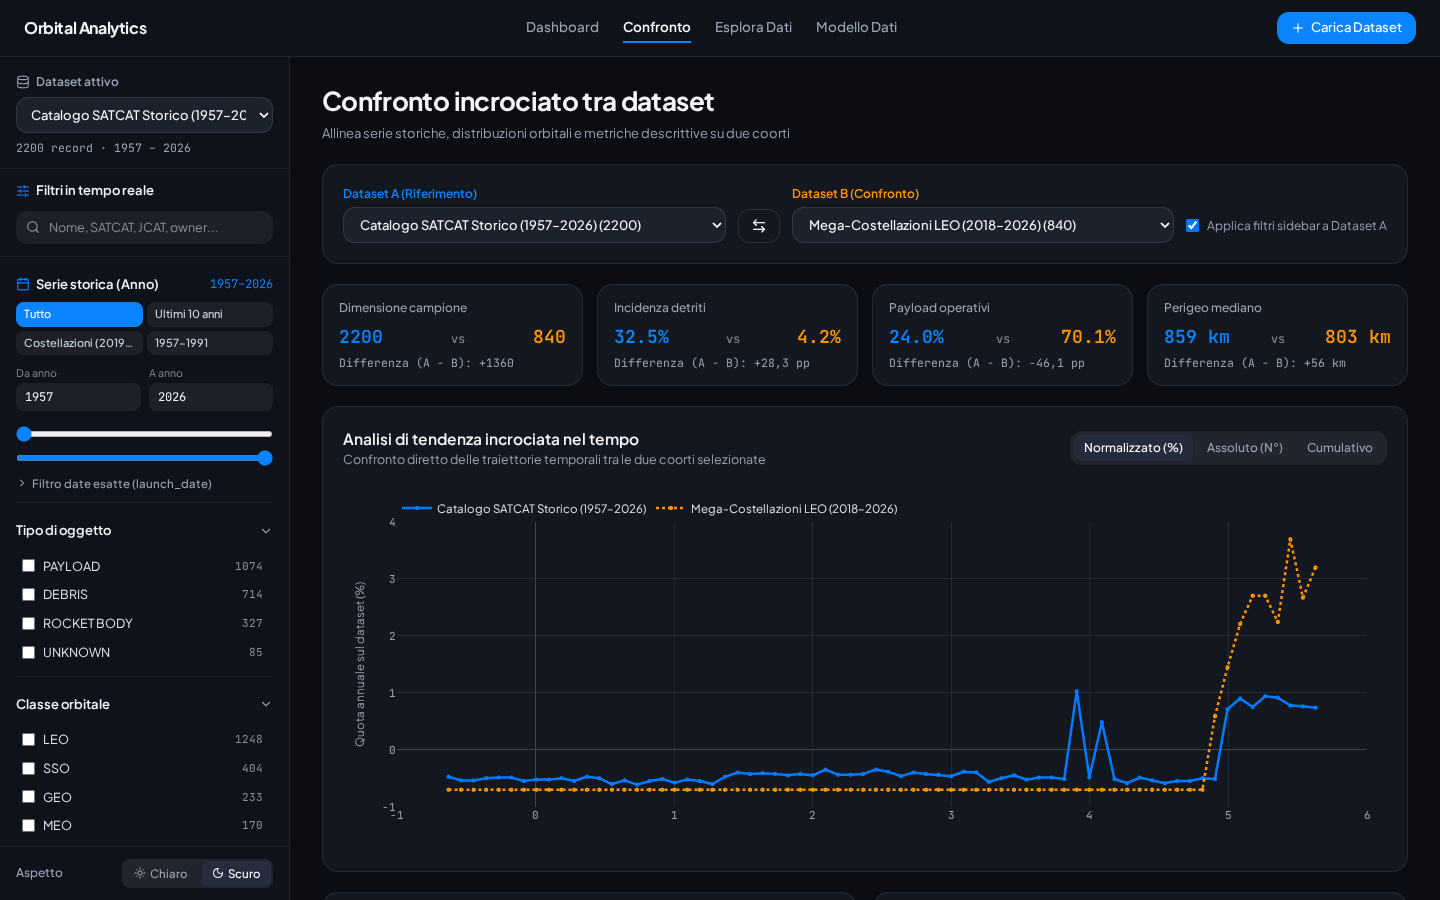 Orbital Analytics
Dashboard
Confronto
Esplora Dati
Modello Dati
Carica Dataset
Dataset attivo
Catalogo SATCAT Storico (1957–20
2200 record · 1957 – 2026
Filtri in tempo reale
Nome, SATCAT, JCAT, owner...
Serie storica (Anno)
1957–2026
Tutto
Ultimi 10 anni
Costellazioni (2019...
1957–1991
Da anno
A anno
1957
2026
Filtro date esatte (launch_date)
Tipo di oggetto
PAYLOAD 1074
DEBRIS 714
ROCKET BODY 327
UNKNOWN 85
Classe orbitale
LEO 1248
SSO 404
GEO 233
MEO 170
Aspetto
Chiaro
Scuro
Confronto incrociato tra dataset
Allinea serie storiche, distribuzioni orbitali e metriche descrittive su due coorti
Dataset A (Riferimento)
Catalogo SATCAT Storico (1957–2026) (2200)
Dataset B (Confronto)
Mega-Costellazioni LEO (2018–2026) (840)
Applica filtri sidebar a Dataset A
Dimensione campione
2200 vs 840
Differenza (A - B): +1360
Incidenza detriti
32.5% vs 4.2%
Differenza (A - B): +28,3 pp
Payload operativi
24.0% vs 70.1%
Differenza (A - B): -46,1 pp
Perigeo mediano
859 km vs 803 km
Differenza (A - B): +56 km
Analisi di tendenza incrociata nel tempo
Confronto diretto delle traiettorie temporali tra le due coorti selezionate
Normalizzato (%)
Assoluto (N°)
Cumulativo
Catalogo SATCAT Storico (1957–2026)
Mega-Costellazioni LEO (2018–2026)
Quota annuale sul dataset (%)
4
3
2
1
0
-1
-1 0 1 2 3 4 5 6